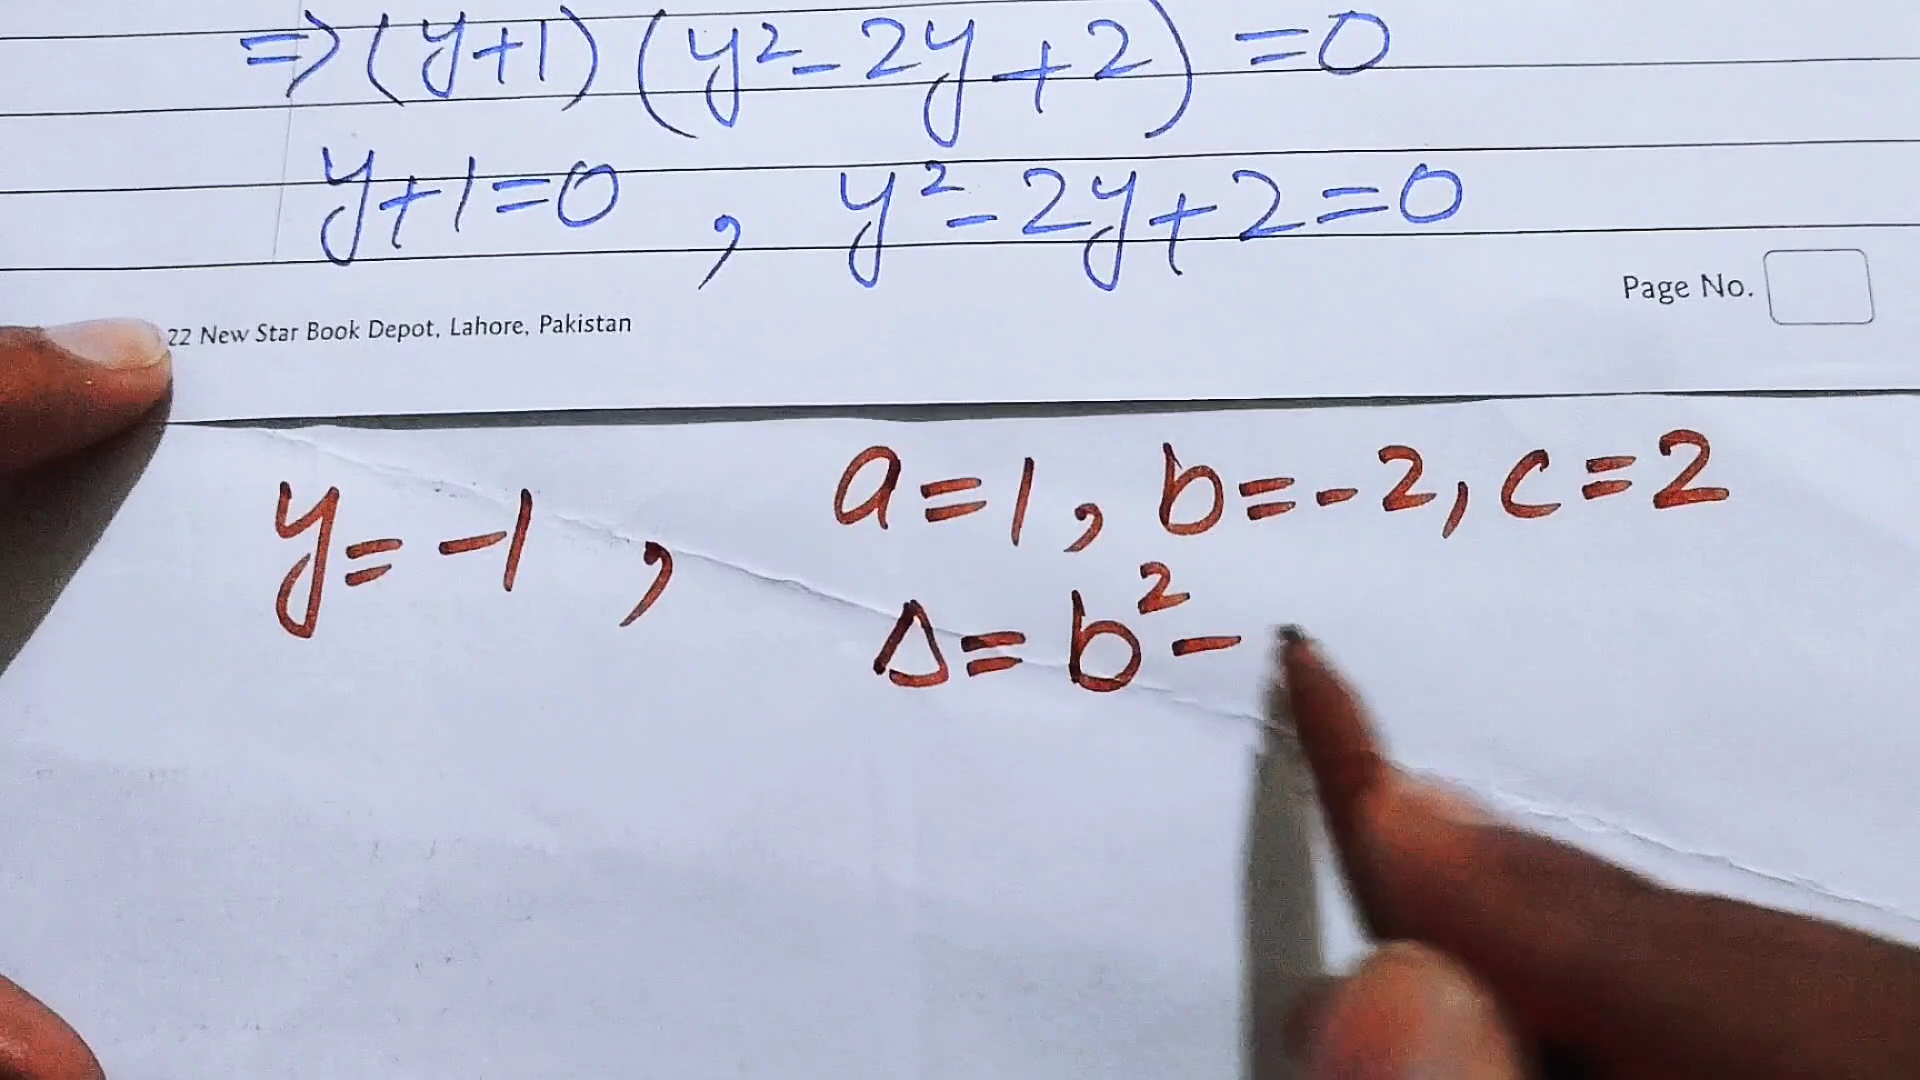 ⇒ (y+1) (y² - 2y + 2) = 0
y+1=0 , y² - 2y + 2 = 0
Page No.
22 New Star Book Depot, Lahore, Pakistan
y = -1 , a = 1 , b = -2 , c = 2
Δ = b² -